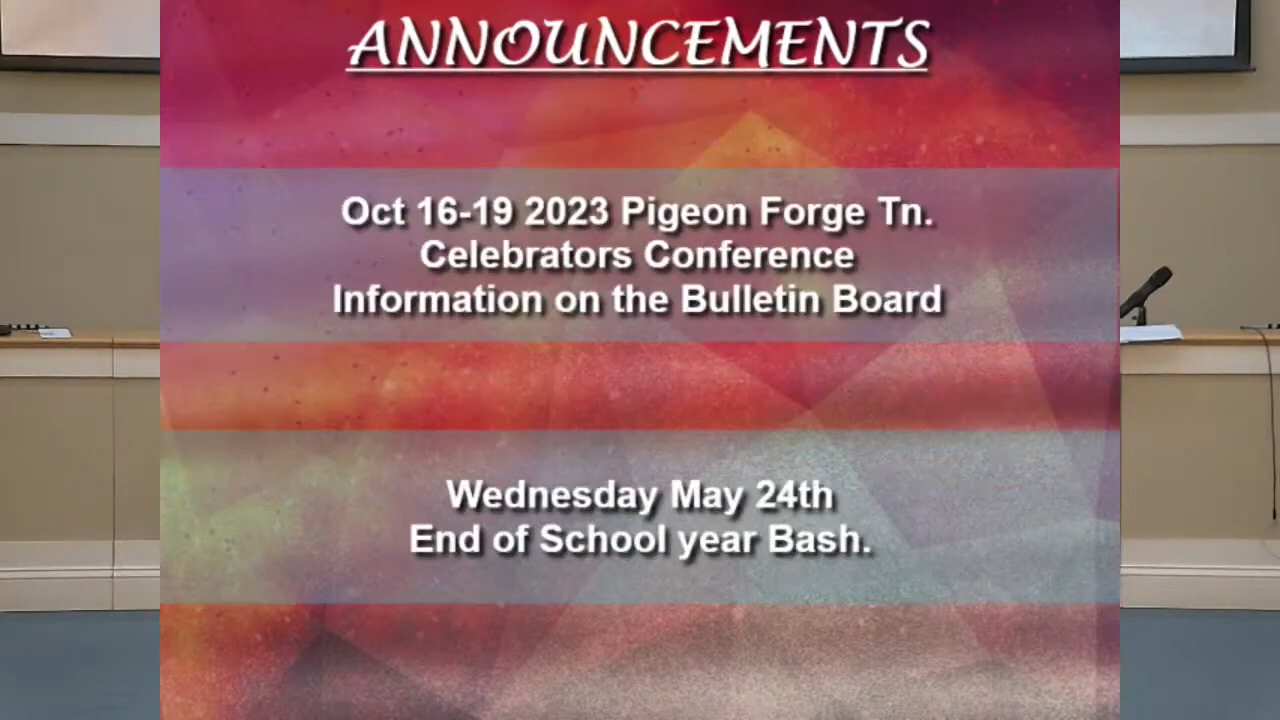 ANNOUNCEMENTS
Oct 16-19 2023 Pigeon Forge Tn.
Celebrators Conference
Information on the Bulletin Board
Wednesday May 24th
End of School year Bash.